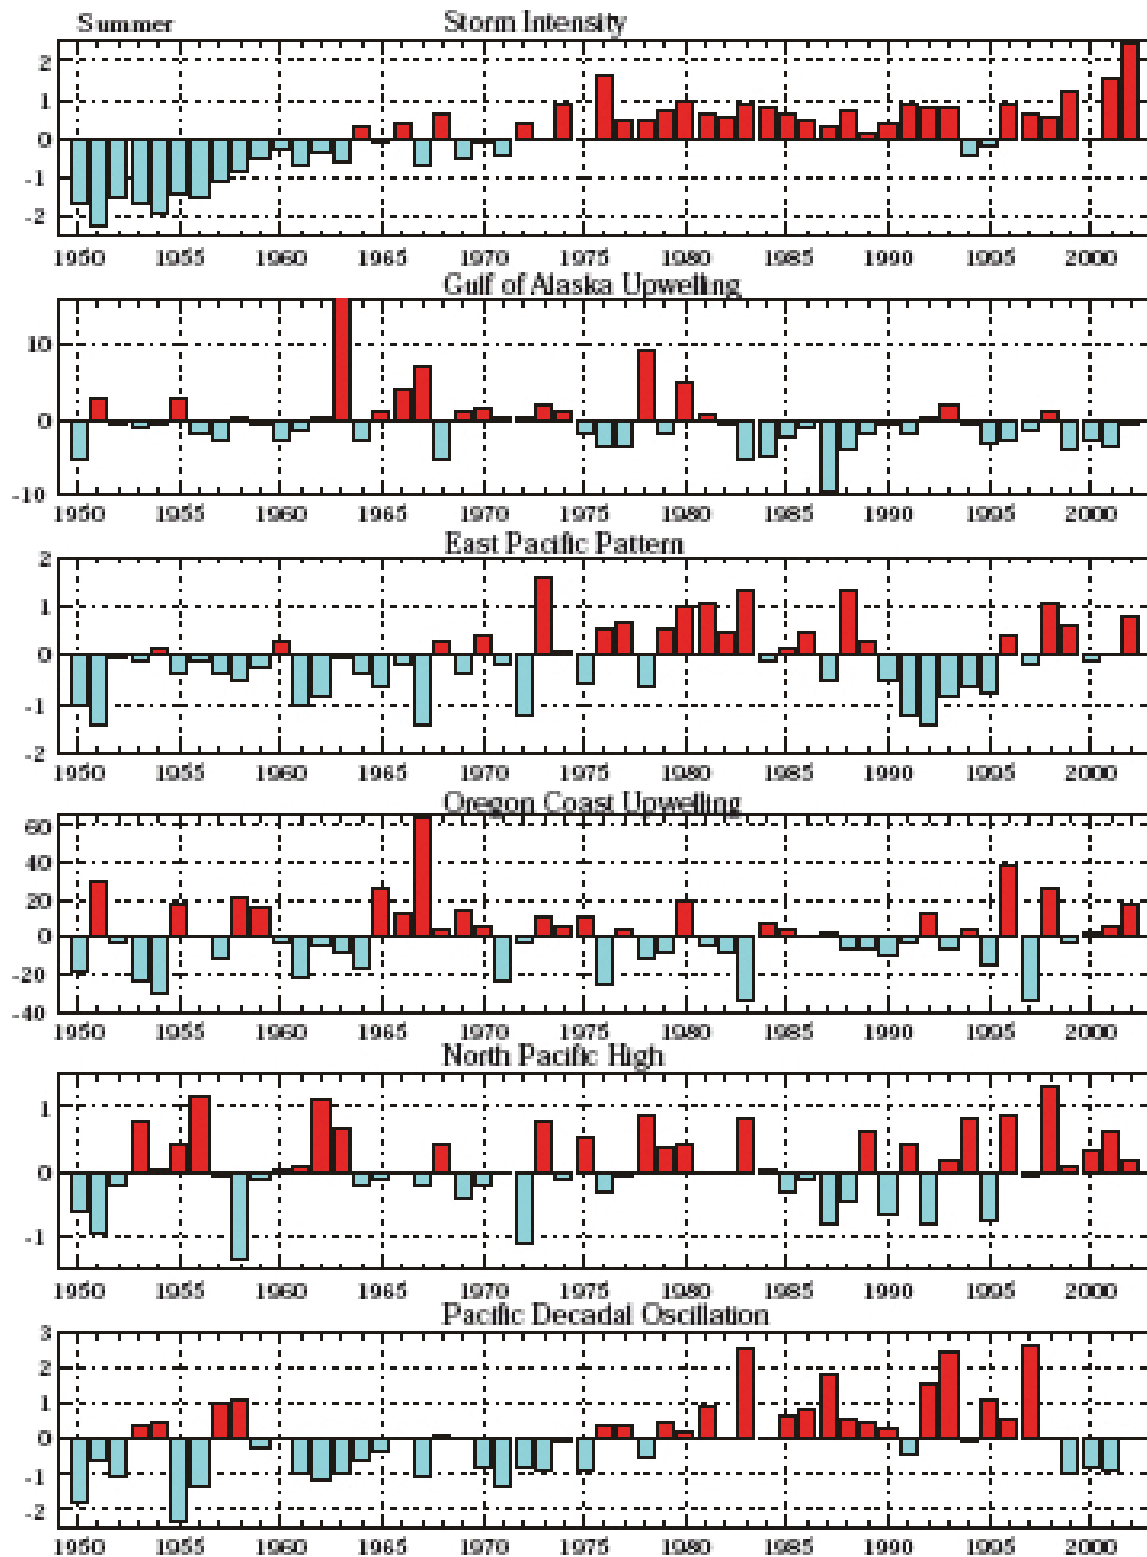 Summer Storm Intensity
2
1
0
-1
-2
1950 1955 1960 1965 1970 1975 1980 1985 1990 1995 2000
Gulf of Alaska Upwelling
10
0
-10
1950 1955 1960 1965 1970 1975 1980 1985 1990 1995 2000
East Pacific Pattern
2
1
0
-1
-2
1950 1955 1960 1965 1970 1975 1980 1985 1990 1995 2000
Oregon Coast Upwelling
60
40
20
0
-20
-40
1950 1955 1960 1965 1970 1975 1980 1985 1990 1995 2000
North Pacific High
1
0
-1
1950 1955 1960 1965 1970 1975 1980 1985 1990 1995 2000
Pacific Decadal Oscillation
3
2
1
0
-1
-2
1950 1955 1960 1965 1970 1975 1980 1985 1990 1995 2000